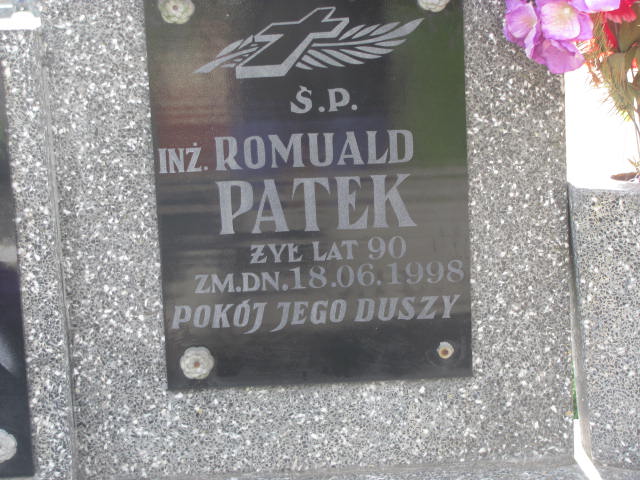 Ś.P.
INŻ. ROMUALD
PATEK
ŻYŁ LAT 90
ZM.DN.18.06.1998
POKÓJ JEGO DUSZY